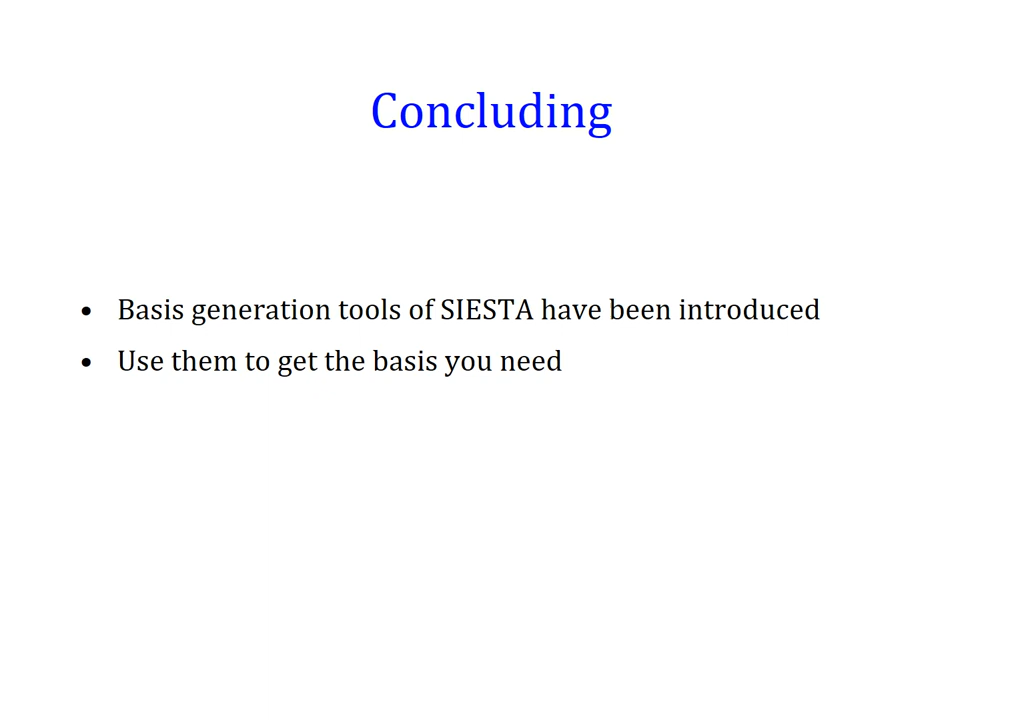 Concluding
• Basis generation tools of SIESTA have been introduced
• Use them to get the basis you need